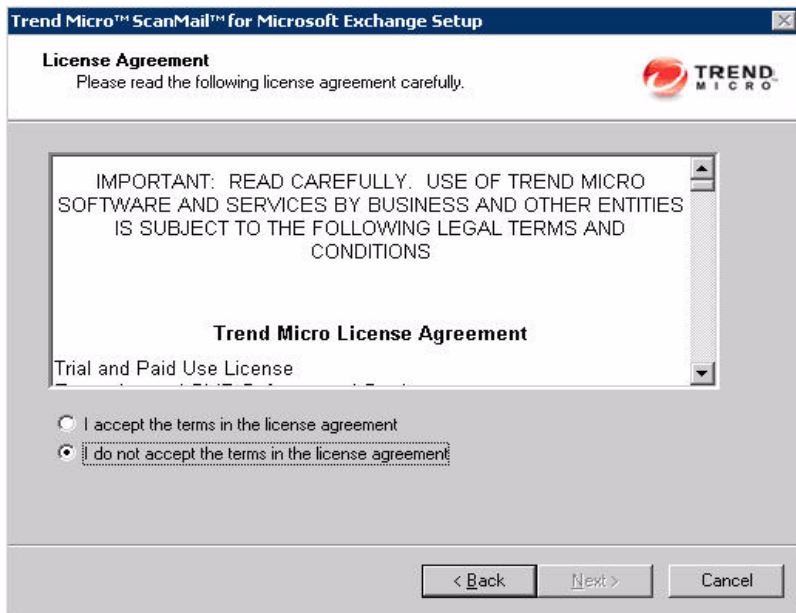 Trend Micro™ ScanMail™ for Microsoft Exchange Setup
License Agreement
Please read the following license agreement carefully.
TREND
MICRO
IMPORTANT: READ CAREFULLY. USE OF TREND MICRO
SOFTWARE AND SERVICES BY BUSINESS AND OTHER ENTITIES
IS SUBJECT TO THE FOLLOWING LEGAL TERMS AND
CONDITIONS
Trend Micro License Agreement
Trial and Paid Use License
I accept the terms in the license agreement
I do not accept the terms in the license agreement
< Back
Next >
Cancel